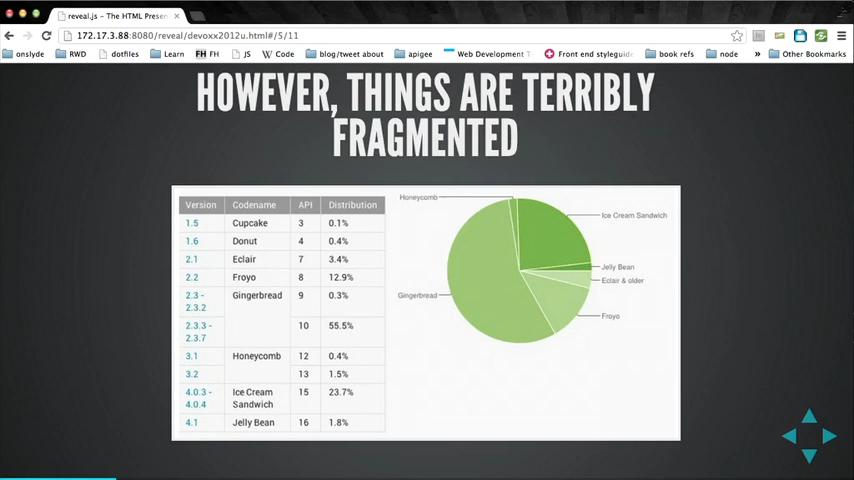 reveal.js - The HTML Presen
172.17.3.88:8080/reveal/devoxx2012u.html#/5/11
onslyde RWD dotfiles Learn FH FH JS Code blog/tweet about apigee Web Development T Front end styleguid book refs node » Other Bookmarks
HOWEVER, THINGS ARE TERRIBLY
FRAGMENTED
Version Codename API Distribution
1.5 Cupcake 3 0.1%
1.6 Donut 4 0.4%
2.1 Eclair 7 3.4%
2.2 Froyo 8 12.9%
2.3 - Gingerbread 9 0.3%
2.3.2
2.3.3 - 10 55.5%
2.3.7
3.1 Honeycomb 12 0.4%
3.2 13 1.5%
4.0.3 - Ice Cream 15 23.7%
4.0.4 Sandwich
4.1 Jelly Bean 16 1.8%
Honeycomb
Ice Cream Sandwich
Jelly Bean
Eclair & older
Gingerbread
Froyo